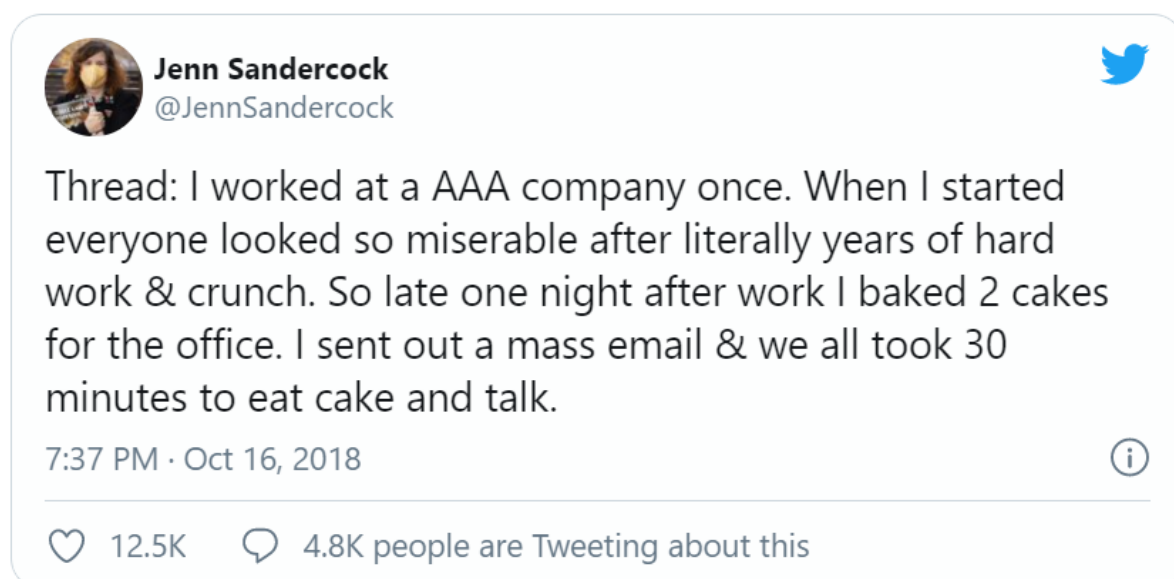 Jenn Sandercock
@JennSandercock
Thread: I worked at a AAA company once. When I started
everyone looked so miserable after literally years of hard
work & crunch. So late one night after work I baked 2 cakes
for the office. I sent out a mass email & we all took 30
minutes to eat cake and talk.
7:37 PM · Oct 16, 2018
12.5K 4.8K people are Tweeting about this